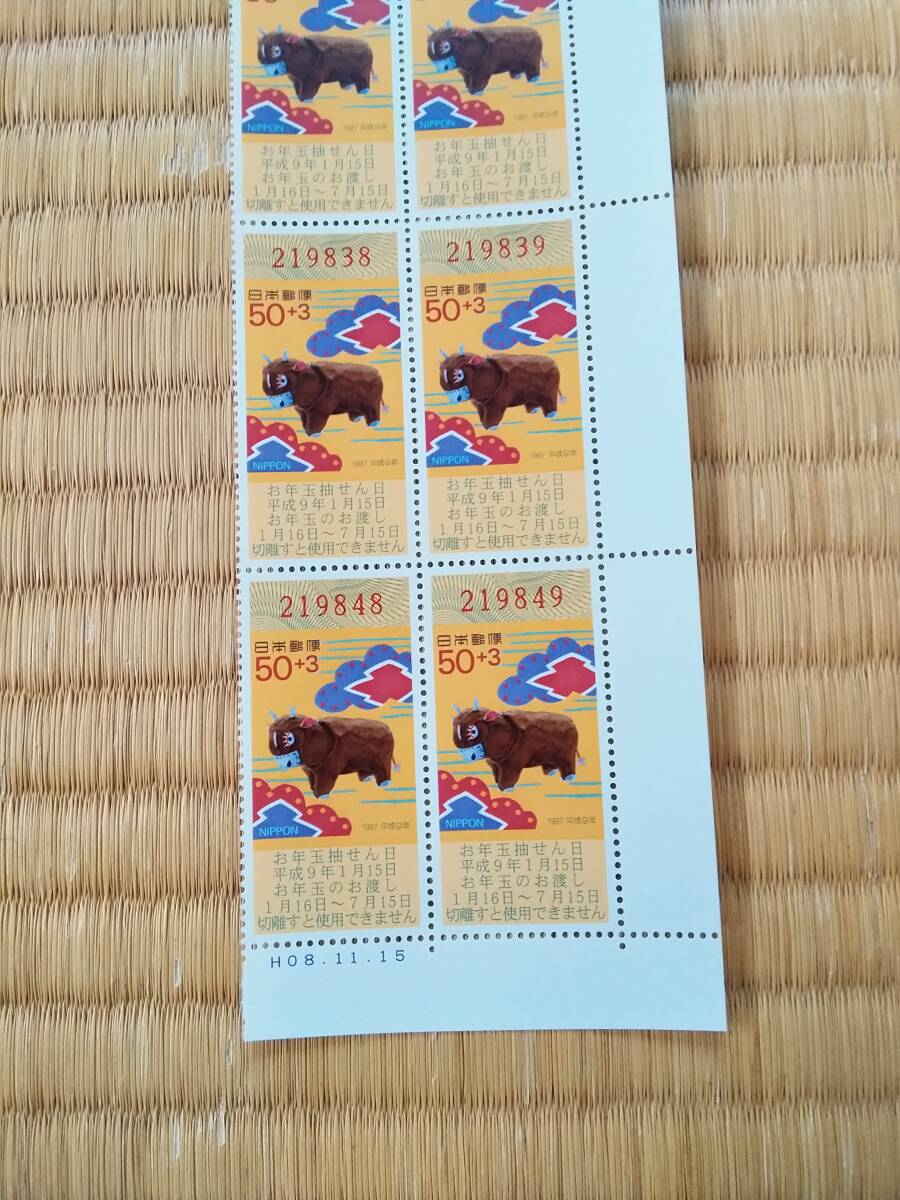 NIPPON 1997 平成9年
お年玉抽せん日
平成9年1月15日
お年玉のお渡し
1月16日~7月15日
切離すと使用できません
NIPPON 1997 平成9年
お年玉抽せん日
平成9年1月15日
お年玉のお渡し
1月16日~7月15日
切離すと使用できません
219838
日本郵便
50+3
NIPPON 1997 平成9年
お年玉抽せん日
平成9年1月15日
お年玉のお渡し
1月16日~7月15日
切離すと使用できません
219839
日本郵便
50+3
NIPPON 1997 平成9年
お年玉抽せん日
平成9年1月15日
お年玉のお渡し
1月16日~7月15日
切離すと使用できません
219848
日本郵便
50+3
NIPPON 1997 平成9年
お年玉抽せん日
平成9年1月15日
お年玉のお渡し
1月16日~7月15日
切離すと使用できません
219849
日本郵便
50+3
NIPPON 1997 平成9年
お年玉抽せん日
平成9年1月15日
お年玉のお渡し
1月16日~7月15日
切離すと使用できません
H08.11.15